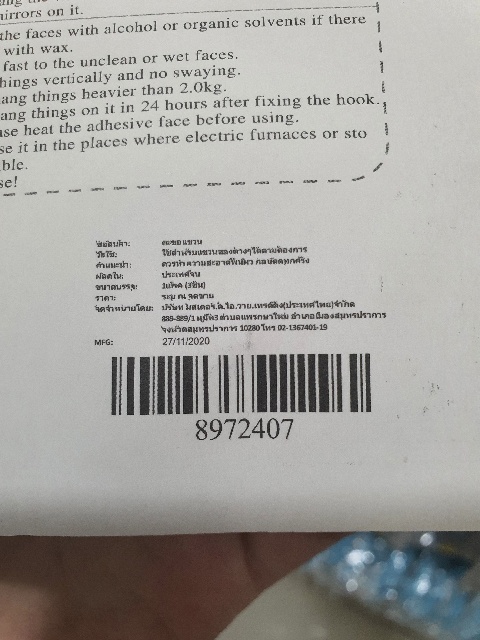 mirrors on it.
the faces with alcohol or organic solvents if there
with wax.
fast to the unclean or wet faces.
hings vertically and no swaying.
ang things heavier than 2.0kg.
ang things on it in 24 hours after fixing the hook.
se heat the adhesive face before using.
se it in the places where electric furnaces or sto
ble.
se!
ชื่อสินค้า: ตะขอแขวน
วิธีใช้: ใช้สำหรับแขวนของต่างๆได้ตามต้องการ
คำแนะนำ: ควรทำความสะอาดพื้นผิวก่อนติดทุกครั้ง
ผลิตใน: ประเทศจีน
ขนาดบรรจุ: 1แพ็ค (3ชิ้น)
ราคา: ระบุ ณ จุดขาย
จัดจำหน่ายโดย: บริษัท มิสเตอร์.ดี.ไอ.วาย.เทรดดิ้ง(ประเทศไทย)จำกัด
888-889/1 หมู่ที่3 ตำบลแพรกษาใหม่ อำเภอเมืองสมุทรปราการ
จังหวัดสมุทรปราการ 10280 โทร 02-1367401-19
MFG: 27/11/2020
8972407